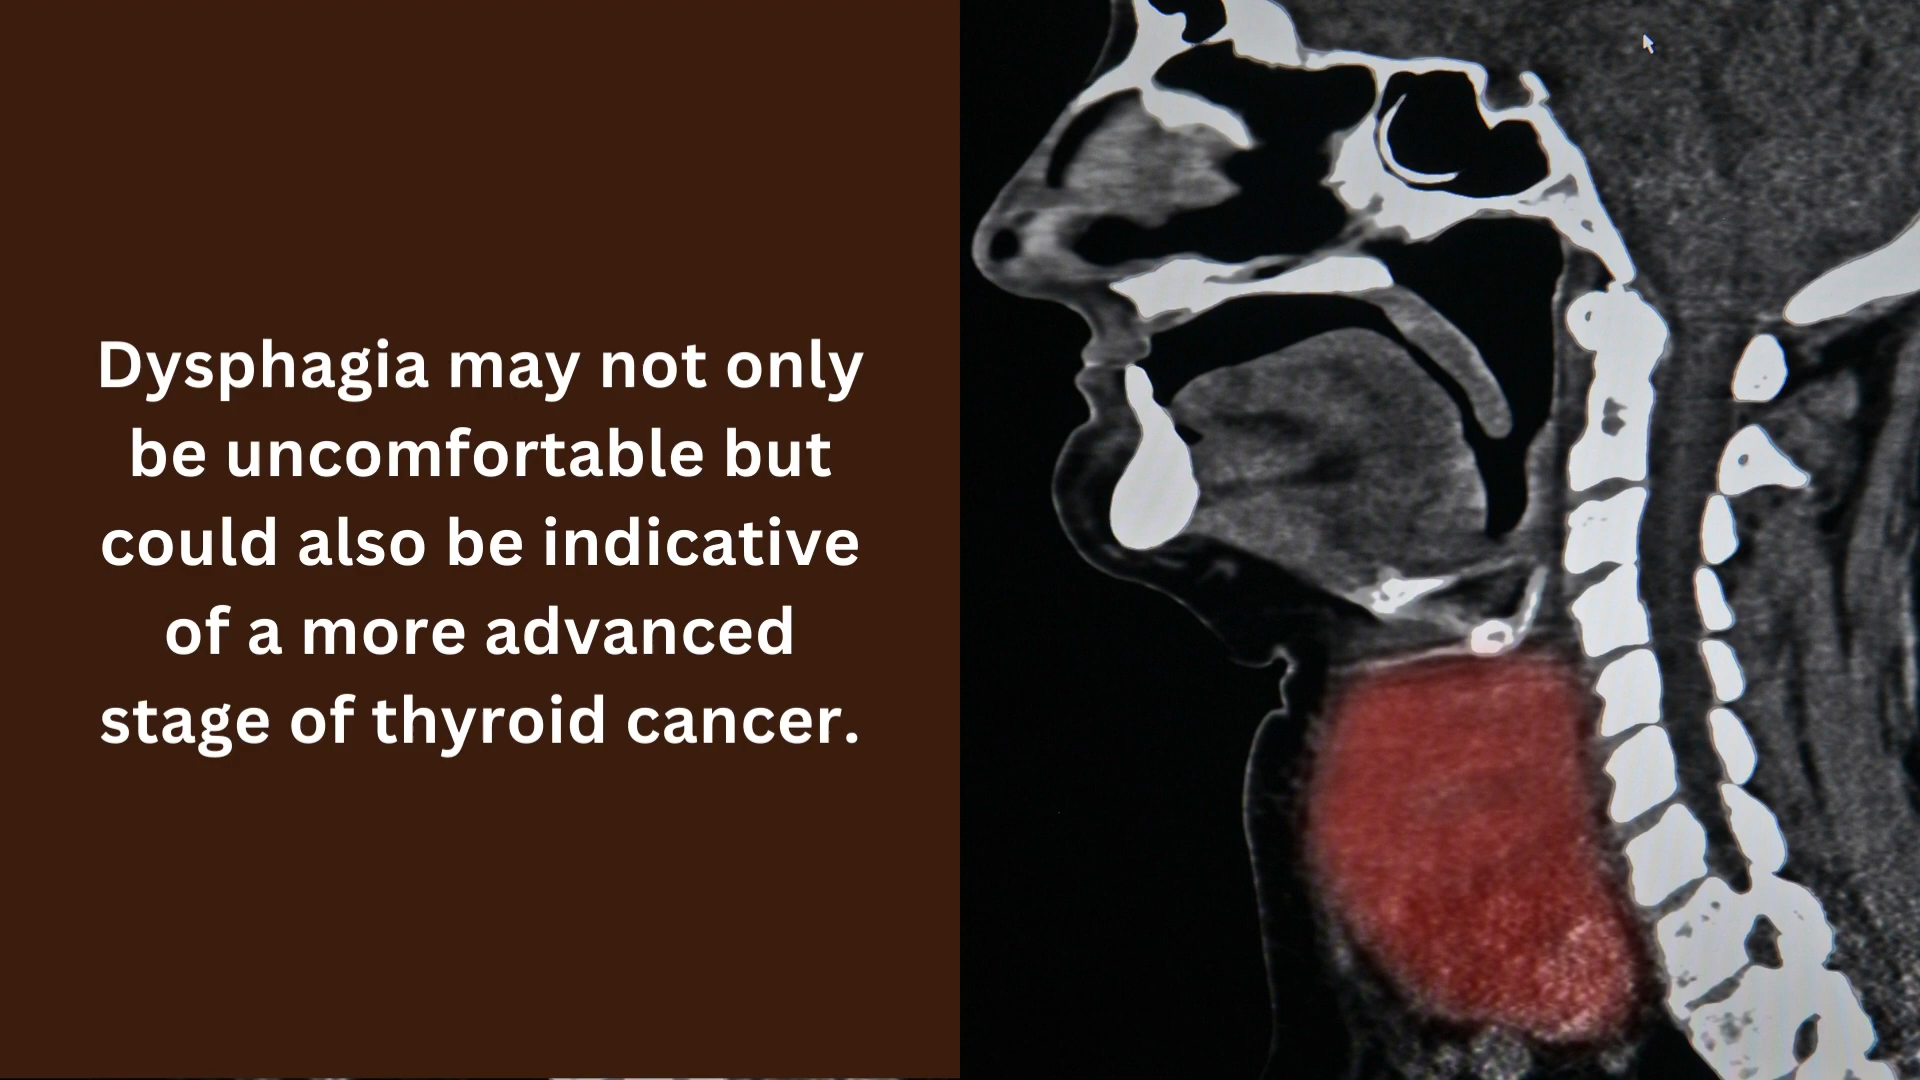 Dysphagia may not only
be uncomfortable but
could also be indicative
of a more advanced
stage of thyroid cancer.